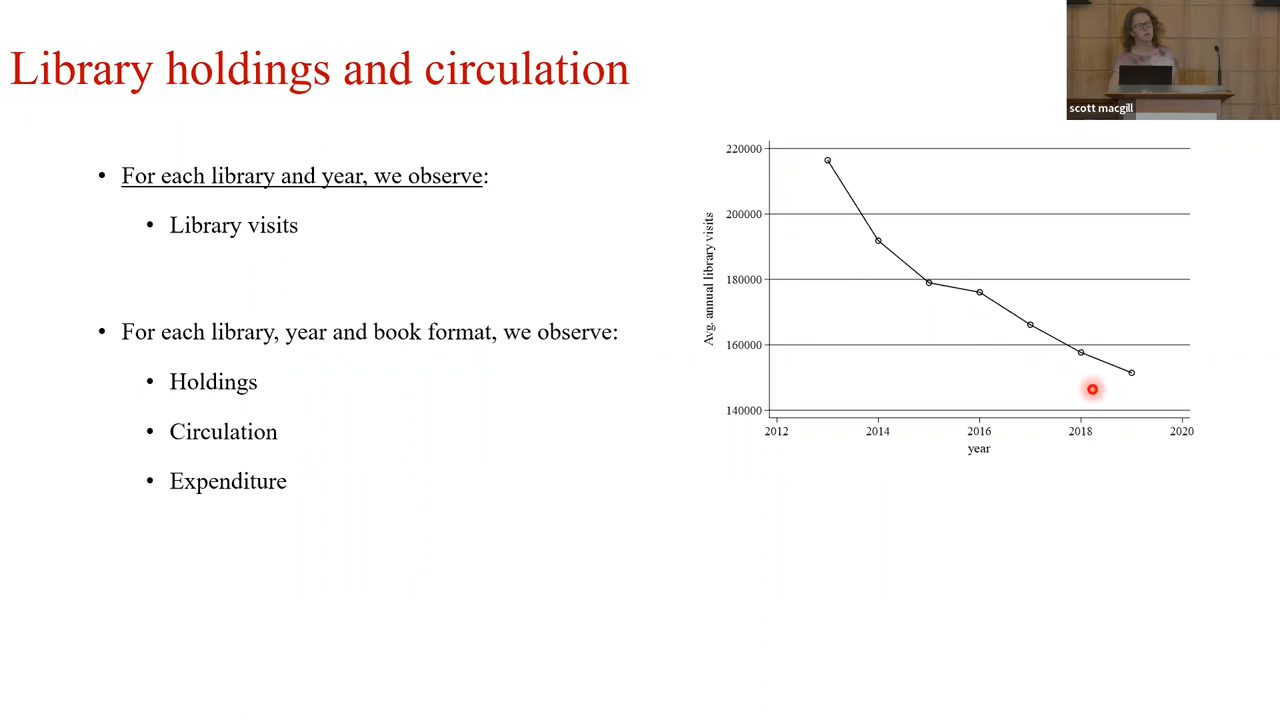 Library holdings and circulation
scott macgill
• For each library and year, we observe:
• Library visits
• For each library, year and book format, we observe:
• Holdings
• Circulation
• Expenditure
Avg. annual library visits
220000
200000
180000
160000
140000
2012
2014
2016
2018
2020
year